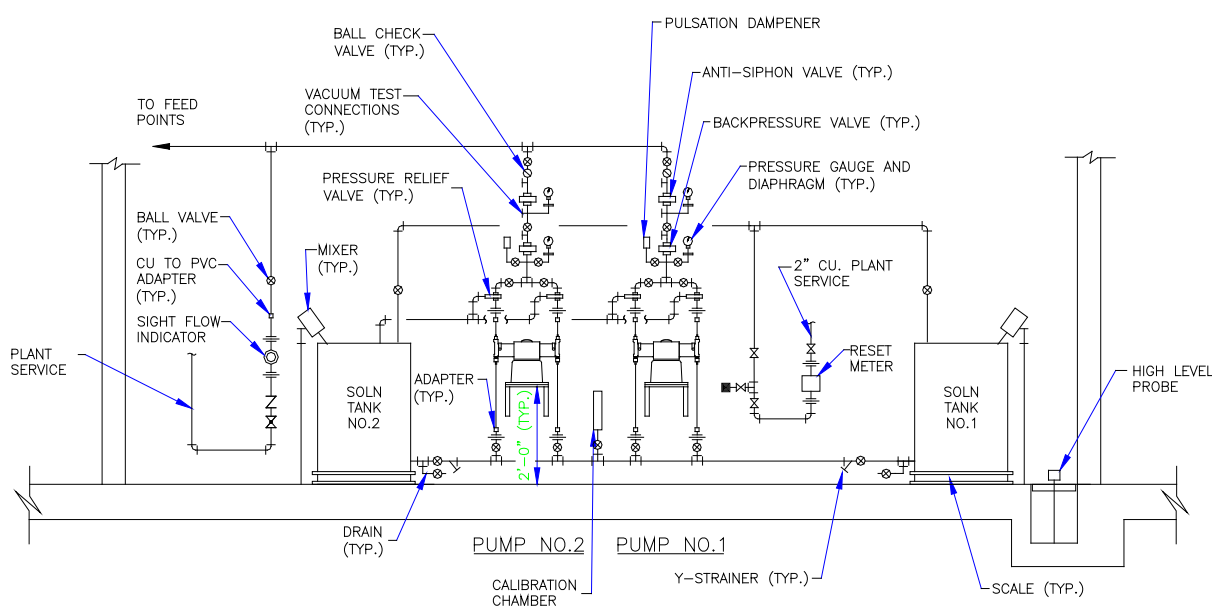 PULSATION DAMPENER
BALL CHECK
VALVE (TYP.)
ANTI-SIPHON VALVE (TYP.)
VACUUM TEST
CONNECTIONS
(TYP.)
TO FEED
POINTS
BACKPRESSURE VALVE (TYP.)
PRESSURE GAUGE AND
DIAPHRAGM (TYP.)
PRESSURE RELIEF
VALVE (TYP.)
BALL VALVE
(TYP.)
MIXER
(TYP.)
CU TO PVC
ADAPTER
(TYP.)
2" CU. PLANT
SERVICE
SIGHT FLOW
INDICATOR
PLANT
SERVICE
RESET
METER
HIGH LEVEL
PROBE
ADAPTER
(TYP.)
SOLN
TANK
NO.2
SOLN
TANK
NO.1
2'-0" (TYP.)
DRAIN
(TYP.)
PUMP NO.2
PUMP NO.1
CALIBRATION
CHAMBER
Y-STRAINER (TYP.)
SCALE (TYP.)